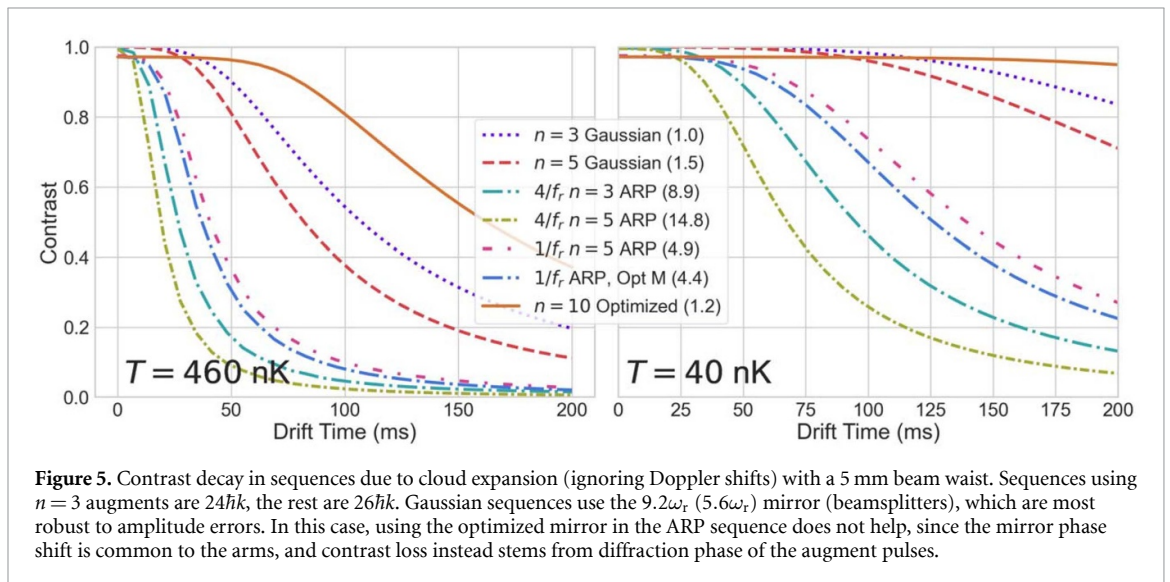 1.0
0.8
0.6
0.4
0.2
0.0
Contrast
T = 460 nK
0 50 100 150 200
Drift Time (ms)
n = 3 Gaussian (1.0)
n = 5 Gaussian (1.5)
4/fr n = 3 ARP (8.9)
4/fr n = 5 ARP (14.8)
1/fr n = 5 ARP (4.9)
1/fr ARP, Opt M (4.4)
n = 10 Optimized (1.2)
T = 40 nK
0 25 50 75 100 125 150 175 200
Drift Time (ms)
Figure 5. Contrast decay in sequences due to cloud expansion (ignoring Doppler shifts) with a 5 mm beam waist. Sequences using
n = 3 augments are 24ħk, the rest are 26ħk. Gaussian sequences use the 9.2ωr (5.6ωr) mirror (beamsplitters), which are most
robust to amplitude errors. In this case, using the optimized mirror in the ARP sequence does not help, since the mirror phase
shift is common to the arms, and contrast loss instead stems from diffraction phase of the augment pulses.